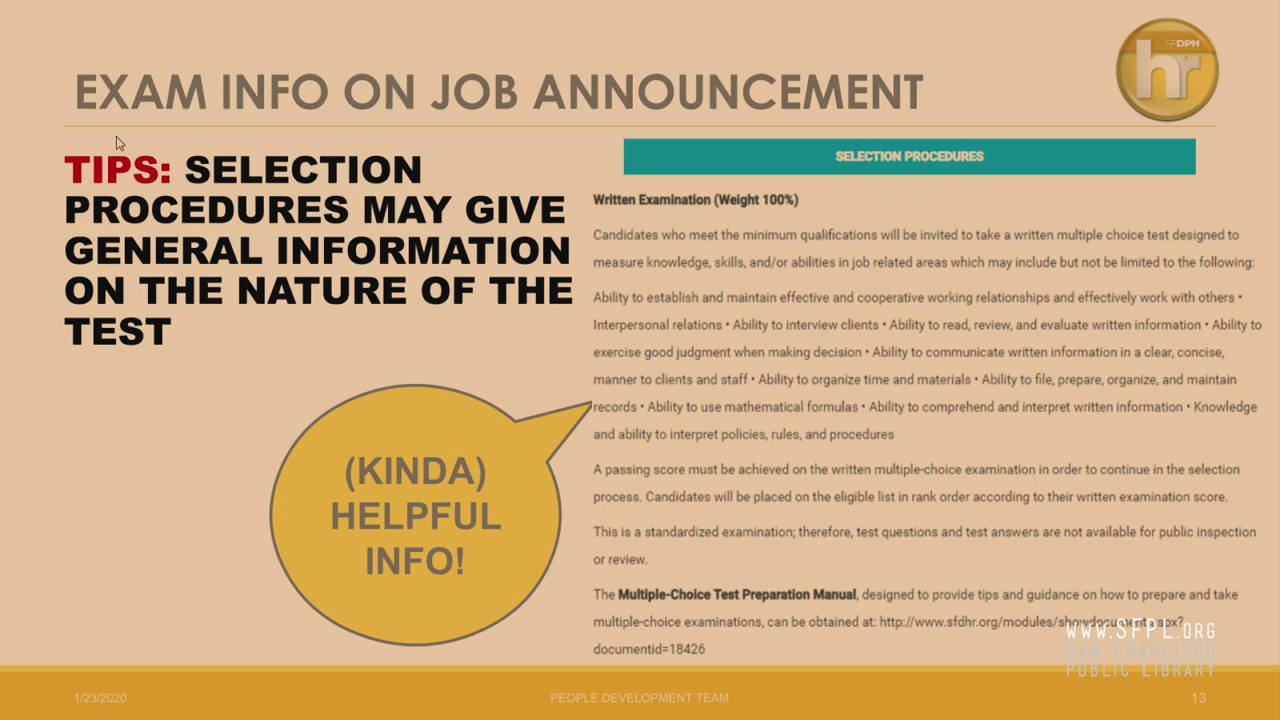 SFDPH
hr
EXAM INFO ON JOB ANNOUNCEMENT
TIPS: SELECTION
PROCEDURES MAY GIVE
GENERAL INFORMATION
ON THE NATURE OF THE
TEST
(KINDA)
HELPFUL
INFO!
SELECTION PROCEDURES
Written Examination (Weight 100%)
Candidates who meet the minimum qualifications will be invited to take a written multiple choice test designed to
measure knowledge, skills, and/or abilities in job related areas which may include but not be limited to the following:
Ability to establish and maintain effective and cooperative working relationships and effectively work with others •
Interpersonal relations • Ability to interview clients • Ability to read, review, and evaluate written information • Ability to
exercise good judgment when making decision • Ability to communicate written information in a clear, concise,
manner to clients and staff • Ability to organize time and materials • Ability to file, prepare, organize, and maintain
records • Ability to use mathematical formulas • Ability to comprehend and interpret written information • Knowledge
and ability to interpret policies, rules, and procedures
A passing score must be achieved on the written multiple-choice examination in order to continue in the selection
process. Candidates will be placed on the eligible list in rank order according to their written examination score.
This is a standardized examination; therefore, test questions and test answers are not available for public inspection
or review.
The Multiple-Choice Test Preparation Manual, designed to provide tips and guidance on how to prepare and take
multiple-choice examinations, can be obtained at: http://www.sfdhr.org/modules/showdocument.aspx?
documentid=18426
WWW.SFPL.ORG
SAN FRANCISCO
PUBLIC LIBRARY
1/23/2020
PEOPLE DEVELOPMENT TEAM
13